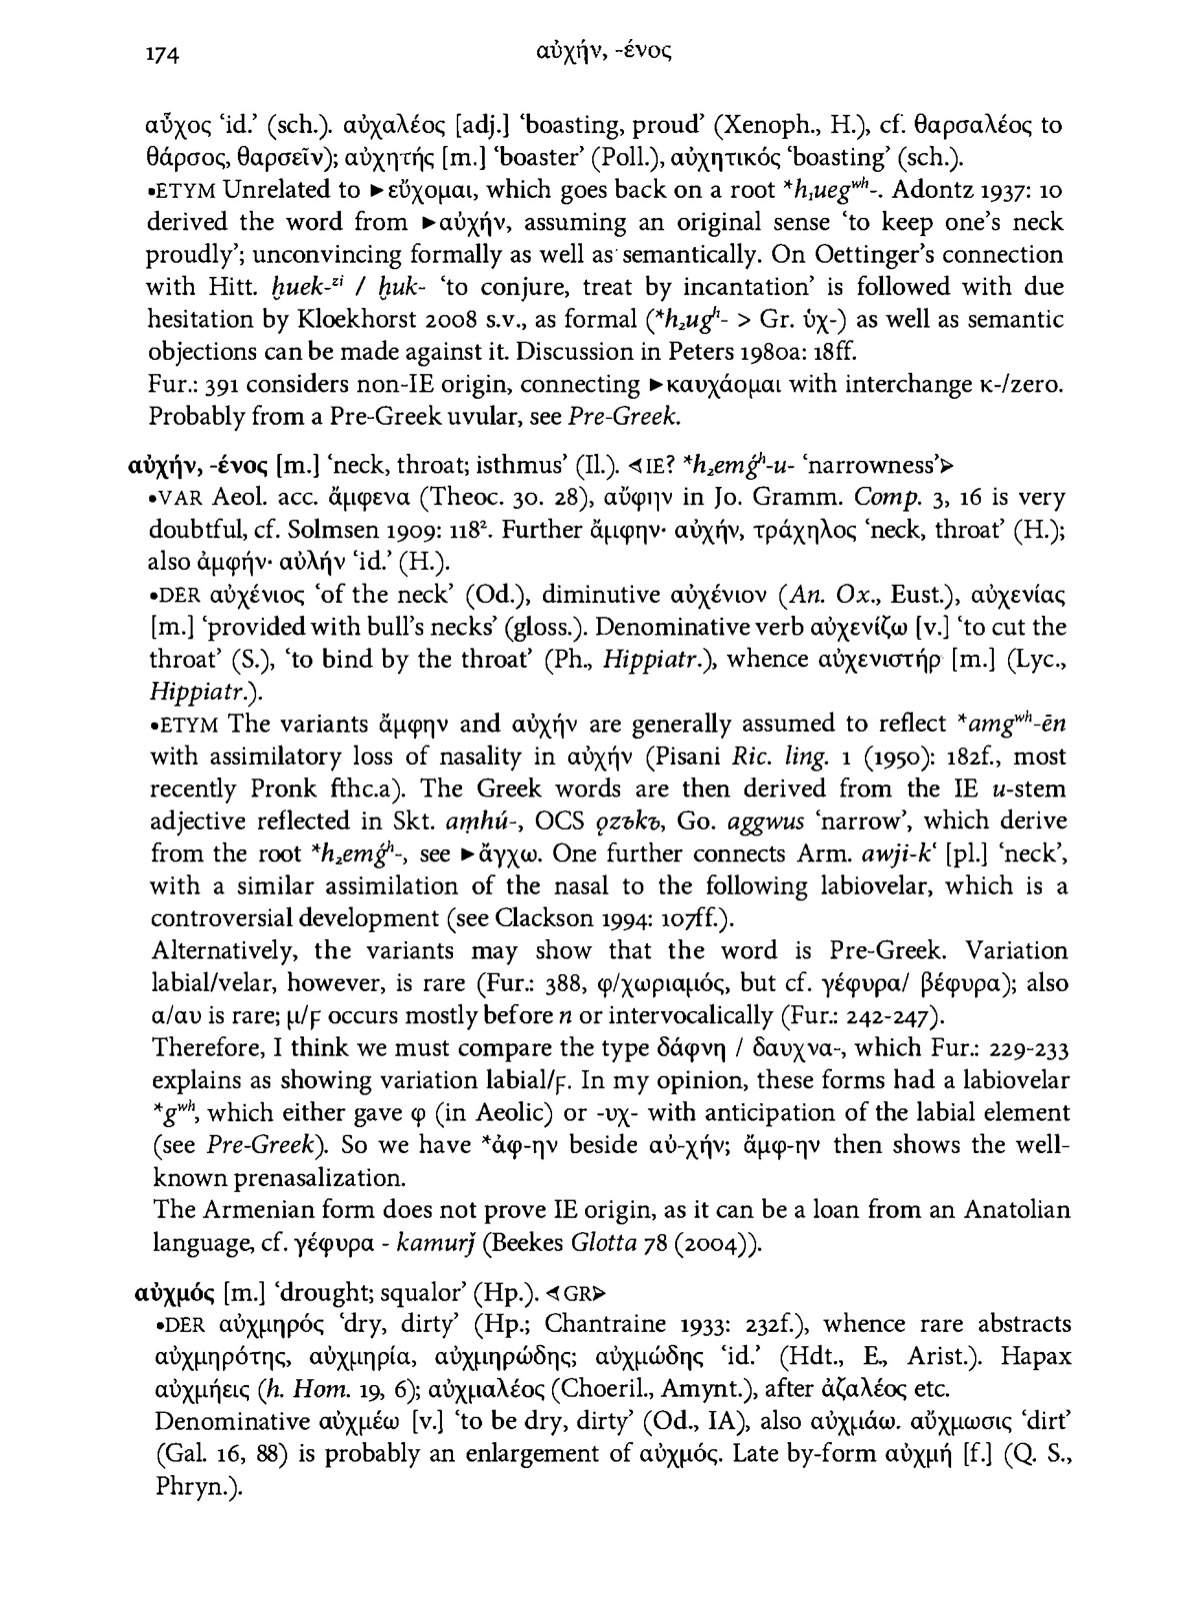 174 αὐχήν, -ένος
αὖχος ‘id.’ (sch.). αὐχαλέος [adj.] ‘boasting, proud’ (Xenoph., H.), cf. θαρσαλέος to
θάρσος, θαρσεῖν); αὐχητής [m.] ‘boaster’ (Poll.), αὐχητικός ‘boasting’ (sch.).
•ETYM Unrelated to ►εὔχομαι, which goes back on a root *h₁uegʷʰ-. Adontz 1937: 10
derived the word from ►αὐχήν, assuming an original sense ‘to keep one’s neck
proudly’; unconvincing formally as well as semantically. On Oettinger’s connection
with Hitt. ḫuek-ᶻⁱ / ḫuk- ‘to conjure, treat by incantation’ is followed with due
hesitation by Kloekhorst 2008 s.v., as formal (*h₂ugʰ- > Gr. ὑχ-) as well as semantic
objections can be made against it. Discussion in Peters 1980a: 18ff.
Fur.: 391 considers non-IE origin, connecting ►καυχάομαι with interchange κ-/zero.
Probably from a Pre-Greek uvular, see Pre-Greek.
αὐχήν, -ένος [m.] ‘neck, throat; isthmus’ (Il.). ⋖IE? *h₂emǵʰ-u- ‘narrowness’⋗
•VAR Aeol. acc. ἄμφενα (Theoc. 30. 28), αὔφην in Jo. Gramm. Comp. 3, 16 is very
doubtful, cf. Solmsen 1909: 118². Further ἄμφην· αὐχήν, τράχηλος ‘neck, throat’ (H.);
also ἀμφήν· αὐλήν ‘id.’ (H.).
•DER αὐχένιος ‘of the neck’ (Od.), diminutive αὐχένιον (An. Ox., Eust.), αὐχενίας
[m.] ‘provided with bull’s necks’ (gloss.). Denominative verb αὐχενίζω [v.] ‘to cut the
throat’ (S.), ‘to bind by the throat’ (Ph., Hippiatr.), whence αὐχενιστήρ [m.] (Lyc.,
Hippiatr.).
•ETYM The variants ἄμφην and αὐχήν are generally assumed to reflect *amgʷʰ-ēn
with assimilatory loss of nasality in αὐχήν (Pisani Ric. ling. 1 (1950): 182f., most
recently Pronk fthc.a). The Greek words are then derived from the IE u-stem
adjective reflected in Skt. aṃhú-, OCS ǫzъkъ, Go. aggwus ‘narrow’, which derive
from the root *h₂emǵʰ-, see ►ἄγχω. One further connects Arm. awji-kʻ [pl.] ‘neck’,
with a similar assimilation of the nasal to the following labiovelar, which is a
controversial development (see Clackson 1994: 107ff.).
Alternatively, the variants may show that the word is Pre-Greek. Variation
labial/velar, however, is rare (Fur.: 388, φ/χωριαμός, but cf. γέφυρα/ βέφυρα); also
α/αυ is rare; μ/ϝ occurs mostly before n or intervocalically (Fur.: 242-247).
Therefore, I think we must compare the type δάφνη / δαυχνα-, which Fur.: 229-233
explains as showing variation labial/ϝ. In my opinion, these forms had a labiovelar
*gʷʰ, which either gave φ (in Aeolic) or -υχ- with anticipation of the labial element
(see Pre-Greek). So we have *ἀφ-ην beside αὐ-χήν; ἄμφ-ην then shows the well-
known prenasalization.
The Armenian form does not prove IE origin, as it can be a loan from an Anatolian
language, cf. γέφυρα - kamurǰ (Beekes Glotta 78 (2004)).
αὐχμός [m.] ‘drought; squalor’ (Hp.). ⋖GR⋗
•DER αὐχμηρός ‘dry, dirty’ (Hp.; Chantraine 1933: 232f.), whence rare abstracts
αὐχμηρότης, αὐχμηρία, αὐχμηρώδης; αὐχμώδης ‘id.’ (Hdt., E., Arist.). Hapax
αὐχμήεις (h. Hom. 19, 6); αὐχμαλέος (Choeril., Amynt.), after ἀζαλέος etc.
Denominative αὐχμέω [v.] ‘to be dry, dirty’ (Od., IA), also αὐχμάω. αὔχμωσις ‘dirt’
(Gal. 16, 88) is probably an enlargement of αὐχμός. Late by-form αὐχμή [f.] (Q. S.,
Phryn.).